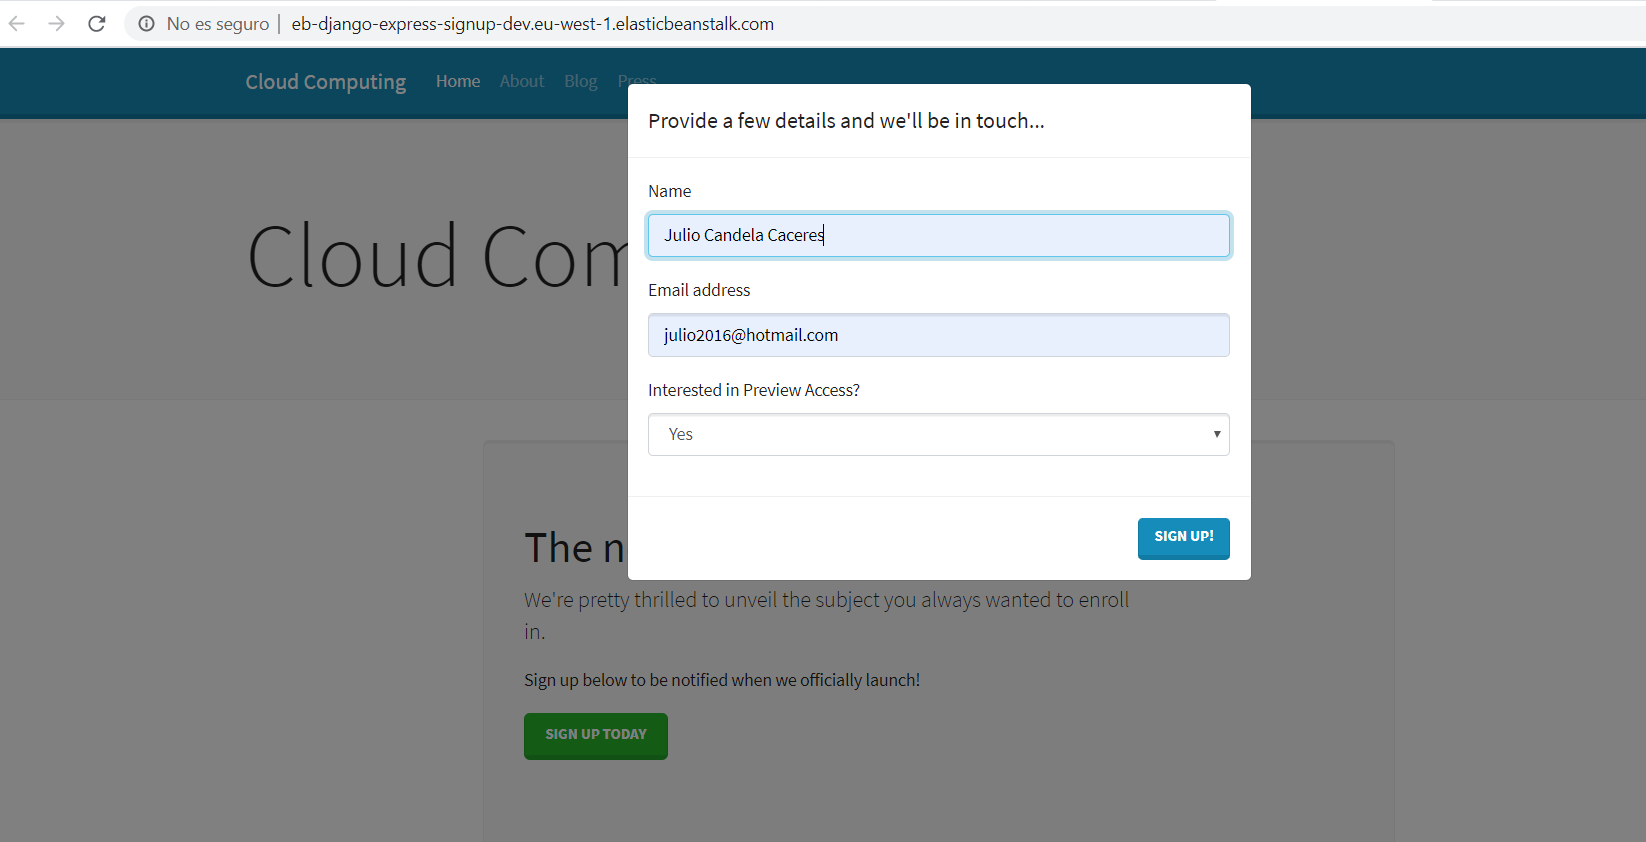 No es seguro | eb-django-express-signup-dev.eu-west-1.elasticbeanstalk.com
Cloud Computing Home About Blog Press
Provide a few details and we'll be in touch...
Name
Julio Candela Caceres
Cloud Com
Email address
julio2016@hotmail.com
Interested in Preview Access?
Yes
SIGN UP!
The n
We're pretty thrilled to unveil the subject you always wanted to enroll
in.
Sign up below to be notified when we officially launch!
SIGN UP TODAY